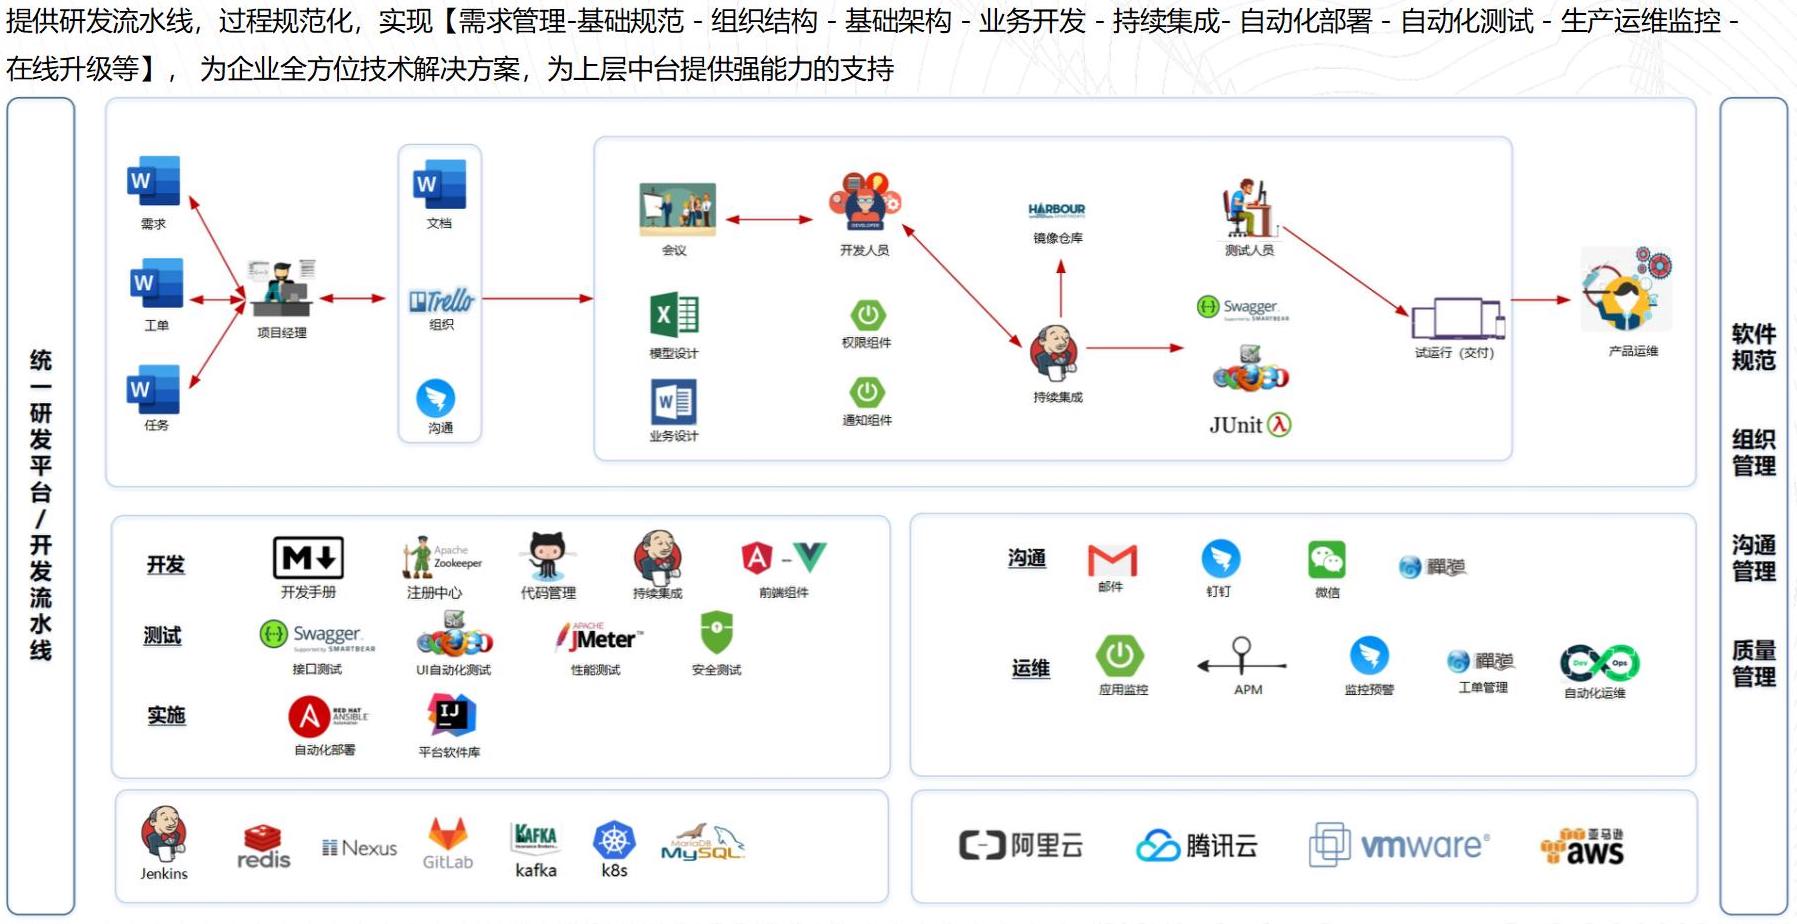 提供研发流水线，过程规范化，实现【需求管理-基础规范 - 组织结构 - 基础架构 - 业务开发 - 持续集成- 自动化部署 - 自动化测试 - 生产运维监控 -
在线升级等】， 为企业全方位技术解决方案，为上层中台提供强能力的支持
统一研发平台/开发流水线
W
需求
W
工单
W
任务
项目经理
W
文档
Trello
组织
沟通
会议
X
模型设计
W
业务设计
DEVELOPER
开发人员
权限组件
通知组件
HARBOUR
镜像仓库
持续集成
测试人员
Swagger
Supported by SMARTBEAR
Se
JUnit λ
试运行（交付）
产品运维
开发
M
开发手册
Apache
Zookeeper
注册中心
代码管理
持续集成
A -
前端组件
测试
Swagger
Supported by SMARTBEAR
接口测试
Se
UI自动化测试
APACHE
JMeter™
性能测试
安全测试
实施
A RED HAT
ANSIBLE
Automation
自动化部署
IJ
平台软件库
沟通
邮件
钉钉
微信
禪道
运维
应用监控
APM
监控预警
禪道
工单管理
Dev Ops
自动化运维
Jenkins
redis
Nexus
GitLab
KAFKA
kafka
k8s
MariaDB
MySQL
阿里云
腾讯云
vmware®
亚马逊
aws
软件
规范
组织
管理
沟通
管理
质量
管理